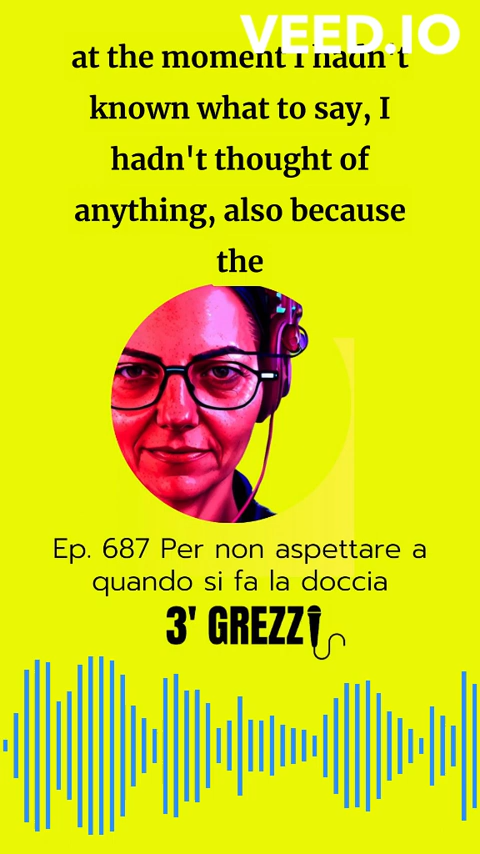 VEED.IO
at the moment I hadn't
known what to say, I
hadn't thought of
anything, also because
the
Ep. 687 Per non aspettare a
quando si fa la doccia
3' GREZZI